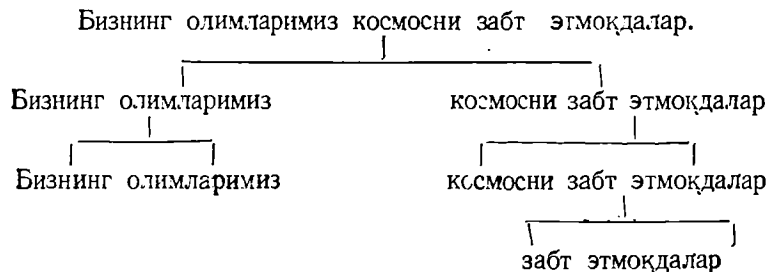 Бизнинг олимларимиз космосни забт этмоқдалар.
Бизнинг олимларимиз космосни забт этмоқдалар
Бизнинг олимларимиз космосни забт этмоқдалар
забт этмоқдалар